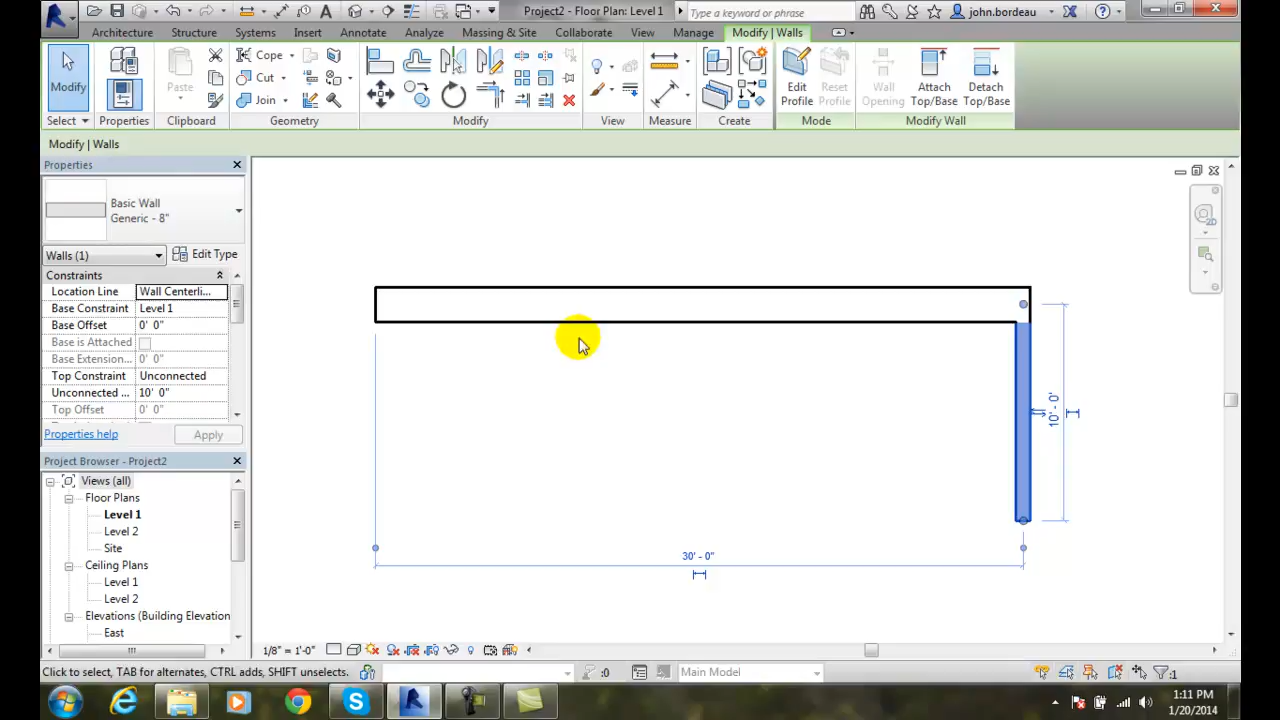 Project2 - Floor Plan: Level 1
Type a keyword or phrase
john.bordeau
Architecture Structure Systems Insert Annotate Analyze Massing & Site Collaborate View Manage Modify | Walls
Modify
Paste
Cope
Cut
Join
Edit Profile
Reset Profile
Wall Opening
Attach Top/Base
Detach Top/Base
Select Properties Clipboard Geometry Modify View Measure Create Mode Modify Wall
Modify | Walls
Properties
Basic Wall
Generic - 8"
Walls (1)
Edit Type
Constraints
Location Line Wall Centerli...
Base Constraint Level 1
Base Offset 0' 0"
Base is Attached
Base Extension... 0' 0"
Top Constraint Unconnected
Unconnected ... 10' 0"
Top Offset 0' 0"
Properties help
Apply
Project Browser - Project2
Views (all)
Floor Plans
Level 1
Level 2
Site
Ceiling Plans
Level 1
Level 2
Elevations (Building Elevation
East
10' - 0"
30' - 0"
2D
1/8" = 1'-0"
Click to select, TAB for alternates, CTRL adds, SHIFT unselects.
:0
Main Model
:1
1:11 PM
1/20/2014